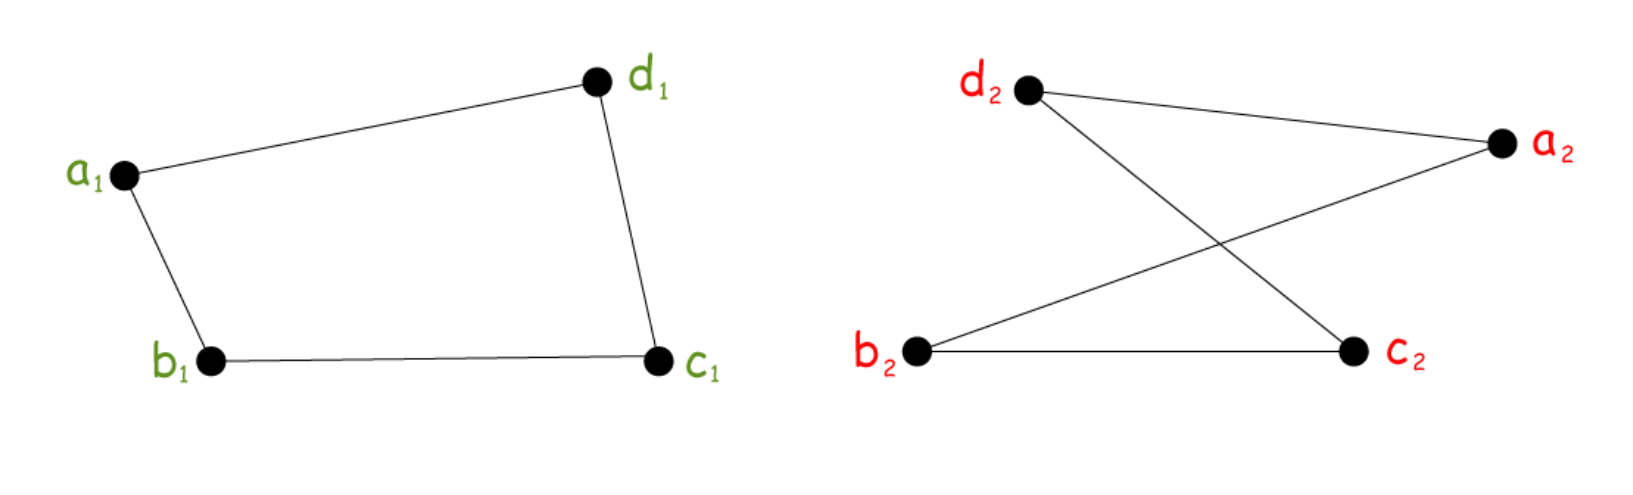 d₁
a₁
b₁
c₁
d₂
a₂
b₂
c₂